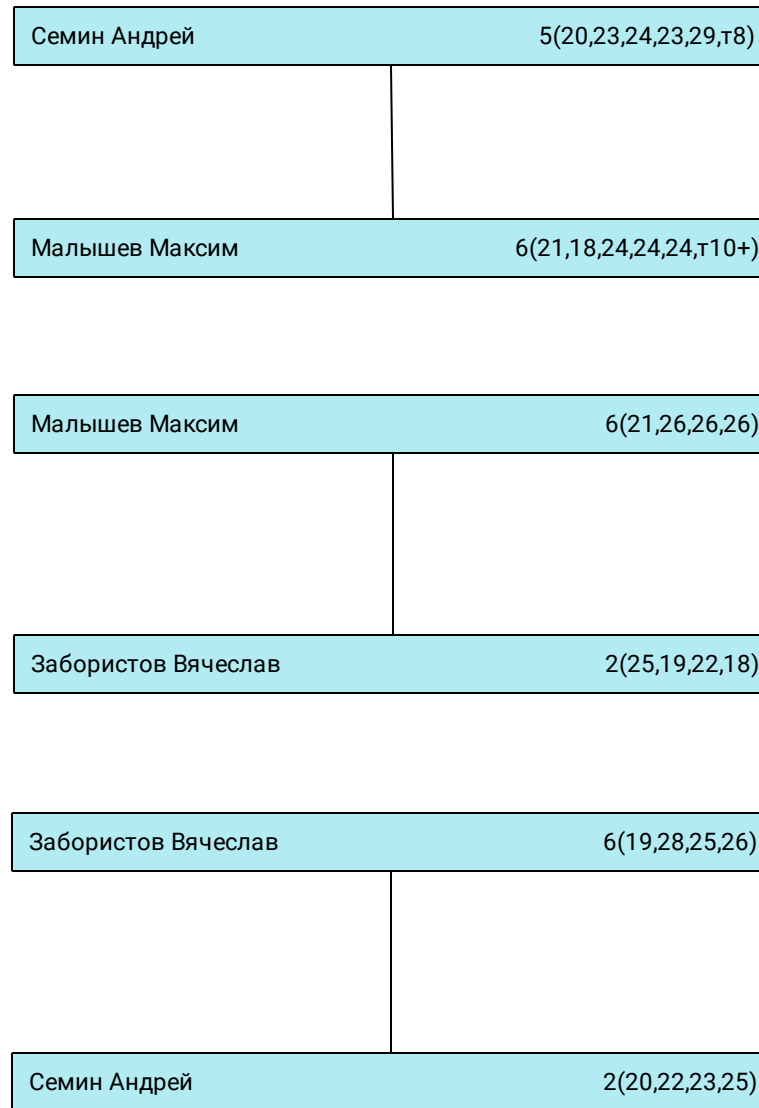 Семин Андрей 5(20,23,24,23,29,т8)
Малышев Максим 6(21,18,24,24,24,т10+)
Малышев Максим 6(21,26,26,26)
Забористов Вячеслав 2(25,19,22,18)
Забористов Вячеслав 6(19,28,25,26)
Семин Андрей 2(20,22,23,25)